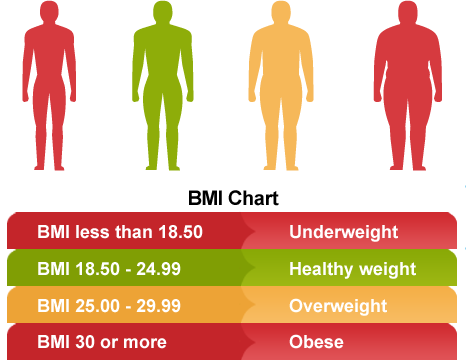 BMI Chart
BMI less than 18.50 Underweight
BMI 18.50 - 24.99 Healthy weight
BMI 25.00 - 29.99 Overweight
BMI 30 or more Obese